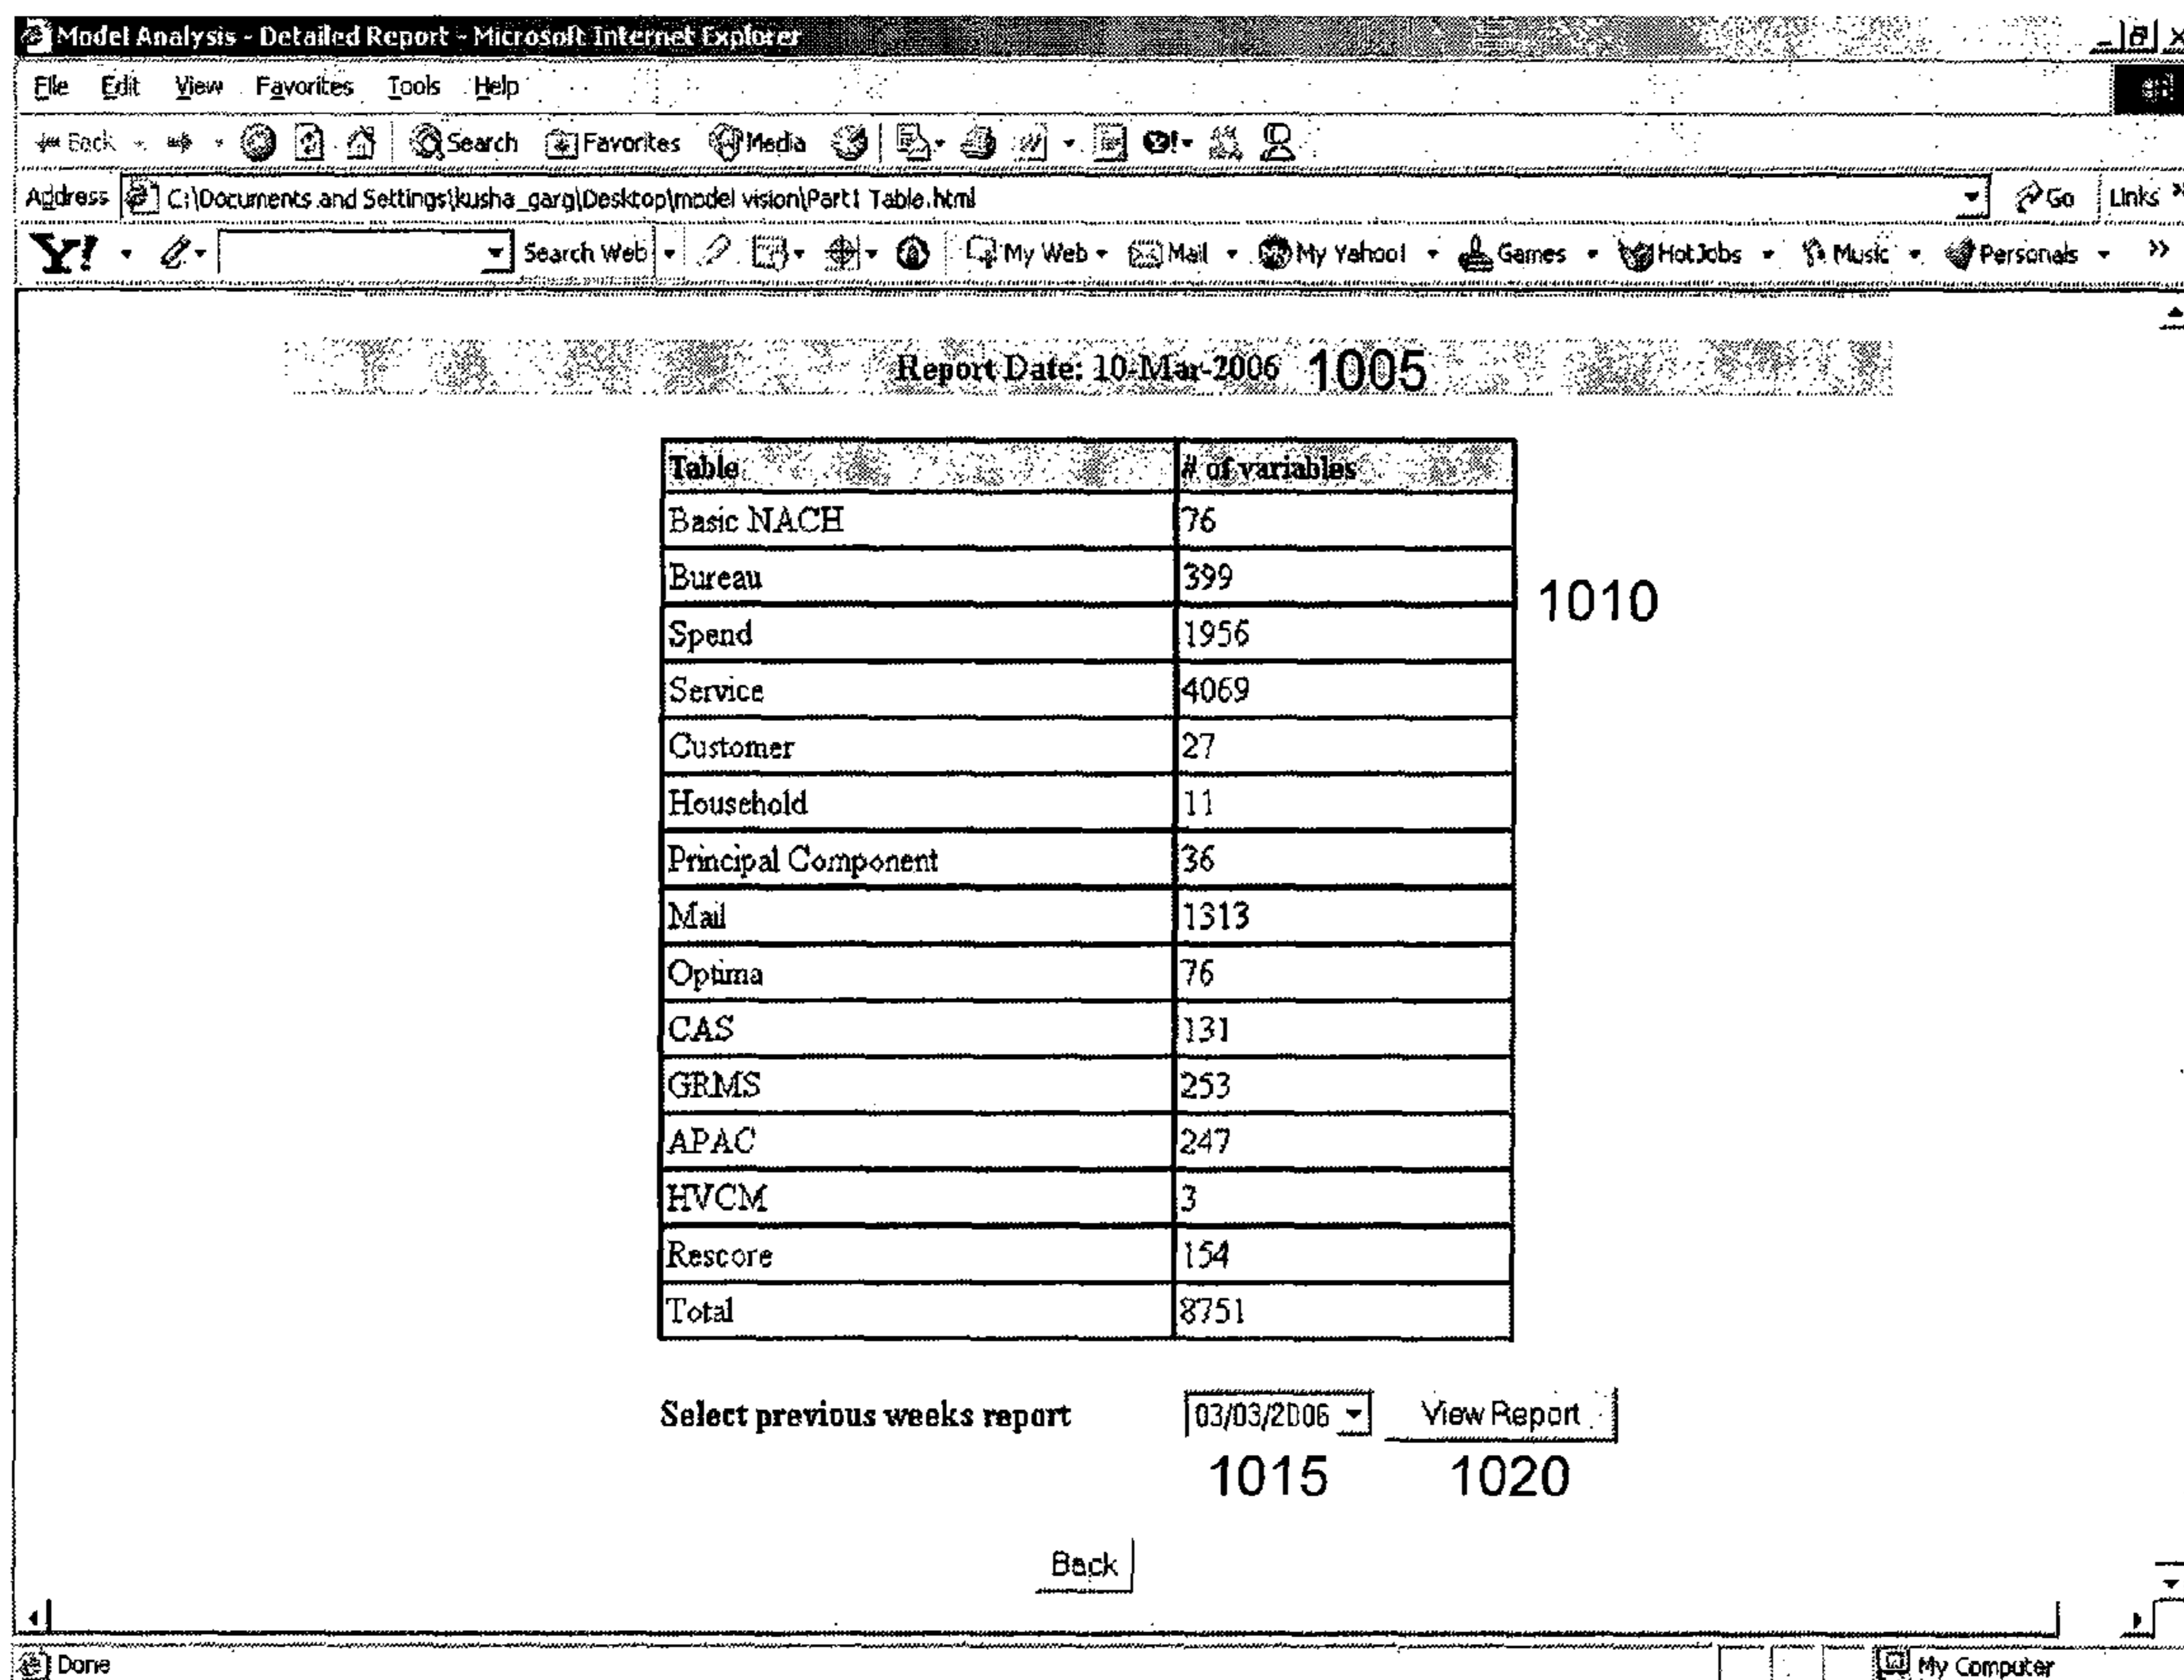 Model Analysis - Detailed Report - Microsoft Internet Explorer
File Edit View Favorites Tools Help
Back Search Favorites Media
Address C:\Documents and Settings\kusha_garg\Desktop\model vision\Part1 Table.html Go Links »
Y! Search Web My Web Mail My Yahoo! Games HotJobs Music Personals »
Report Date: 10-Mar-2006 1005
Table # of variables
Basic NACH 76
Bureau 399
1010
Spend 1956
Service 4069
Customer 27
Household 11
Principal Component 36
Mail 1313
Optima 76
CAS 131
GRMS 253
APAC 247
HVCM 3
Rescore 154
Total 8751
Select previous weeks report 03/03/2006 View Report
1015 1020
Back
Done My Computer